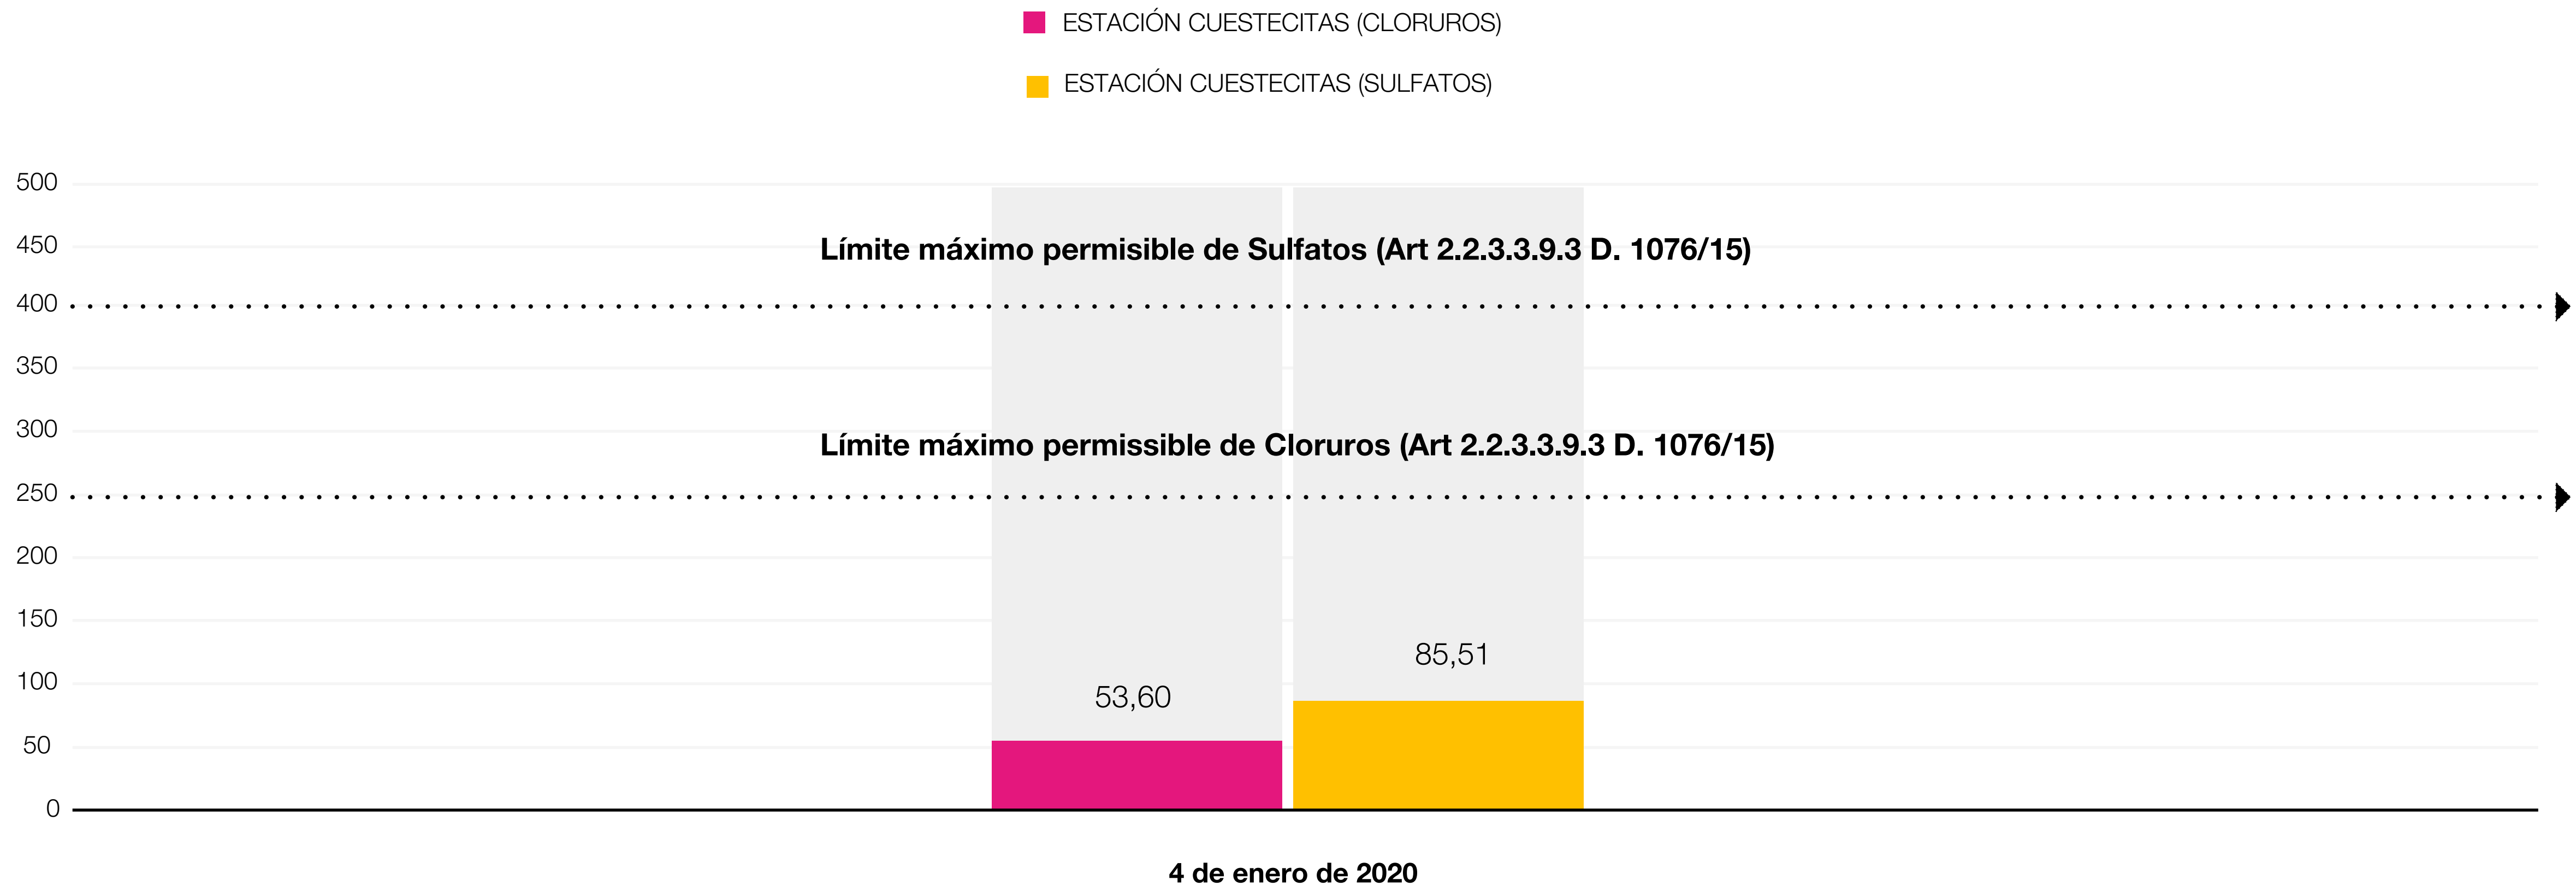 ESTACIÓN CUESTECITAS (CLORUROS)
ESTACIÓN CUESTECITAS (SULFATOS)
500
450
Límite máximo permisible de Sulfatos (Art 2.2.3.3.9.3 D. 1076/15)
400
350
300
Límite máximo permissible de Cloruros (Art 2.2.3.3.9.3 D. 1076/15)
250
200
150
85,51
100
53,60
50
0
4 de enero de 2020